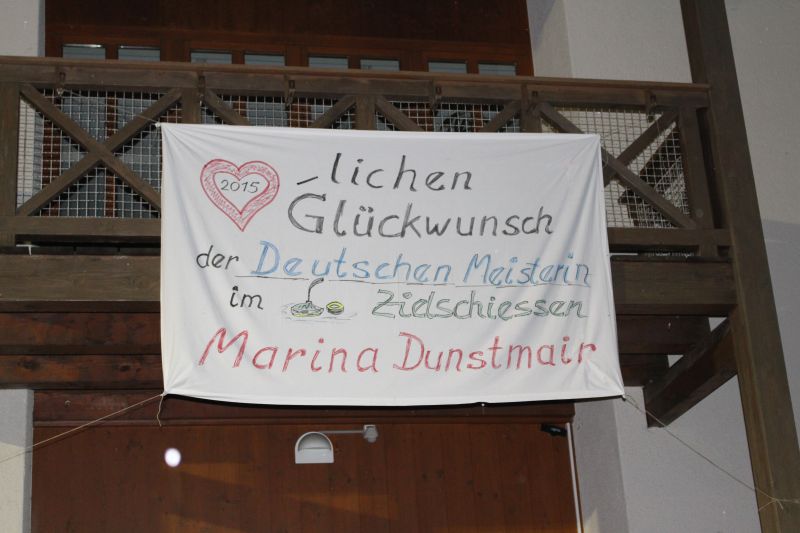 2015 lichen
Glückwunsch
der Deutschen Meisterin
im Zielschiessen
Marina Dunstmair